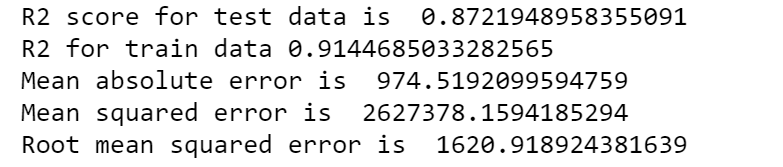 R2 score for test data is  0.8721948958355091
R2 for train data 0.9144685033282565
Mean absolute error is  974.5192099594759
Mean squared error is  2627378.1594185294
Root mean squared error is  1620.918924381639